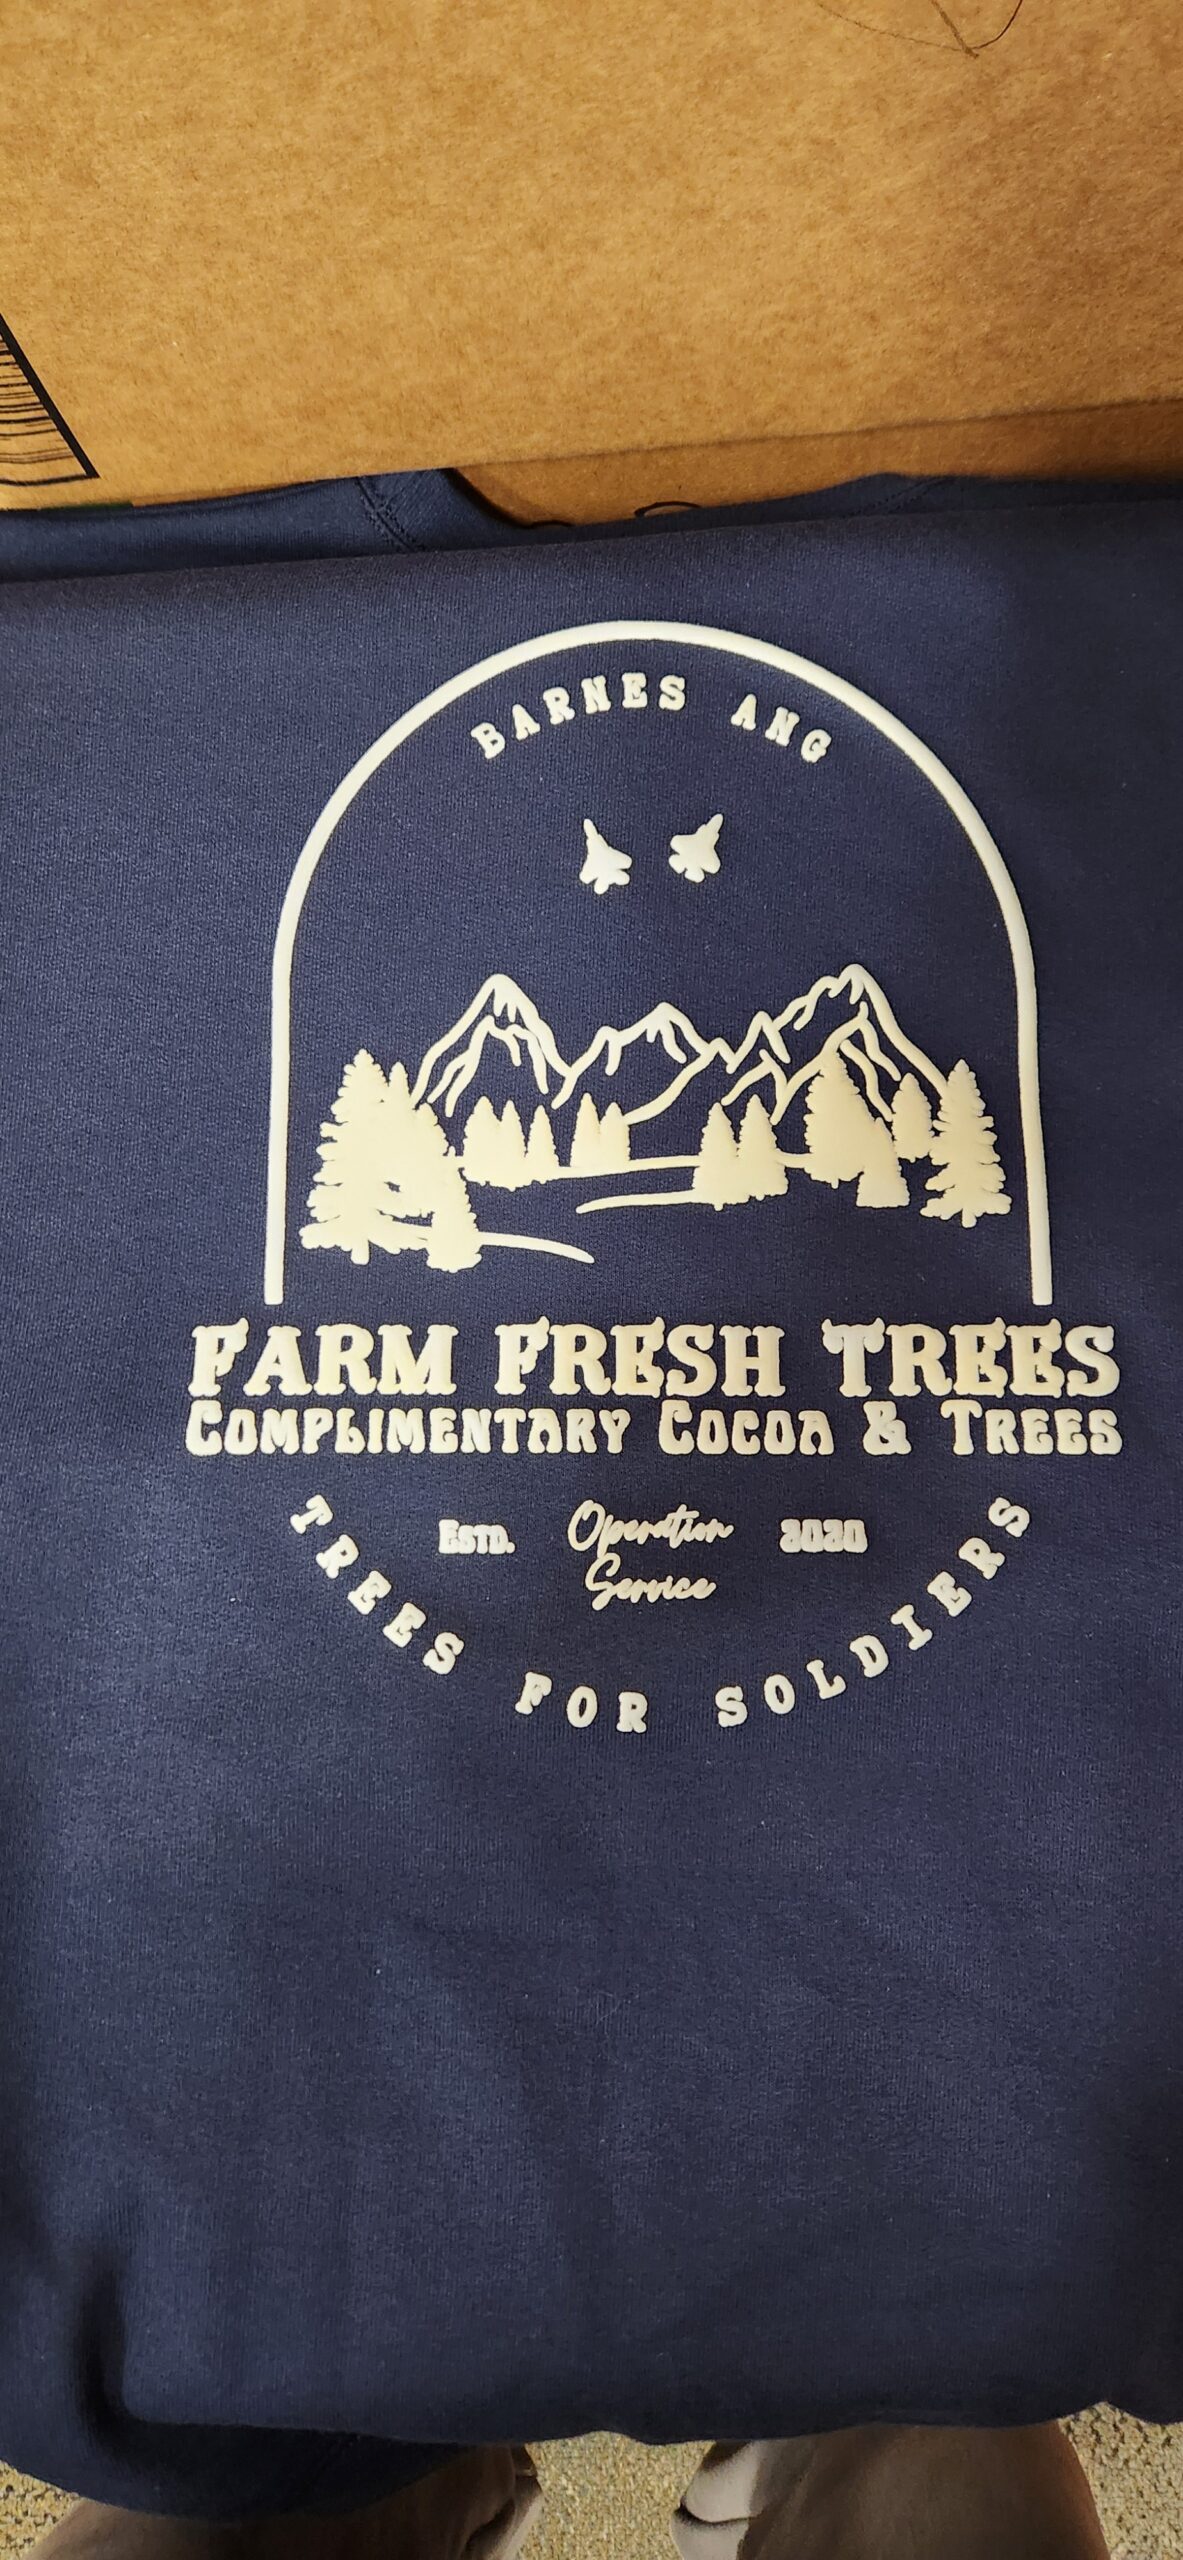 BARNES ANG
FARM FRESH TREES
COMPLIMENTARY COCOA & TREES
ESTD. Operation Service 2020
TREES FOR SOLDIERS